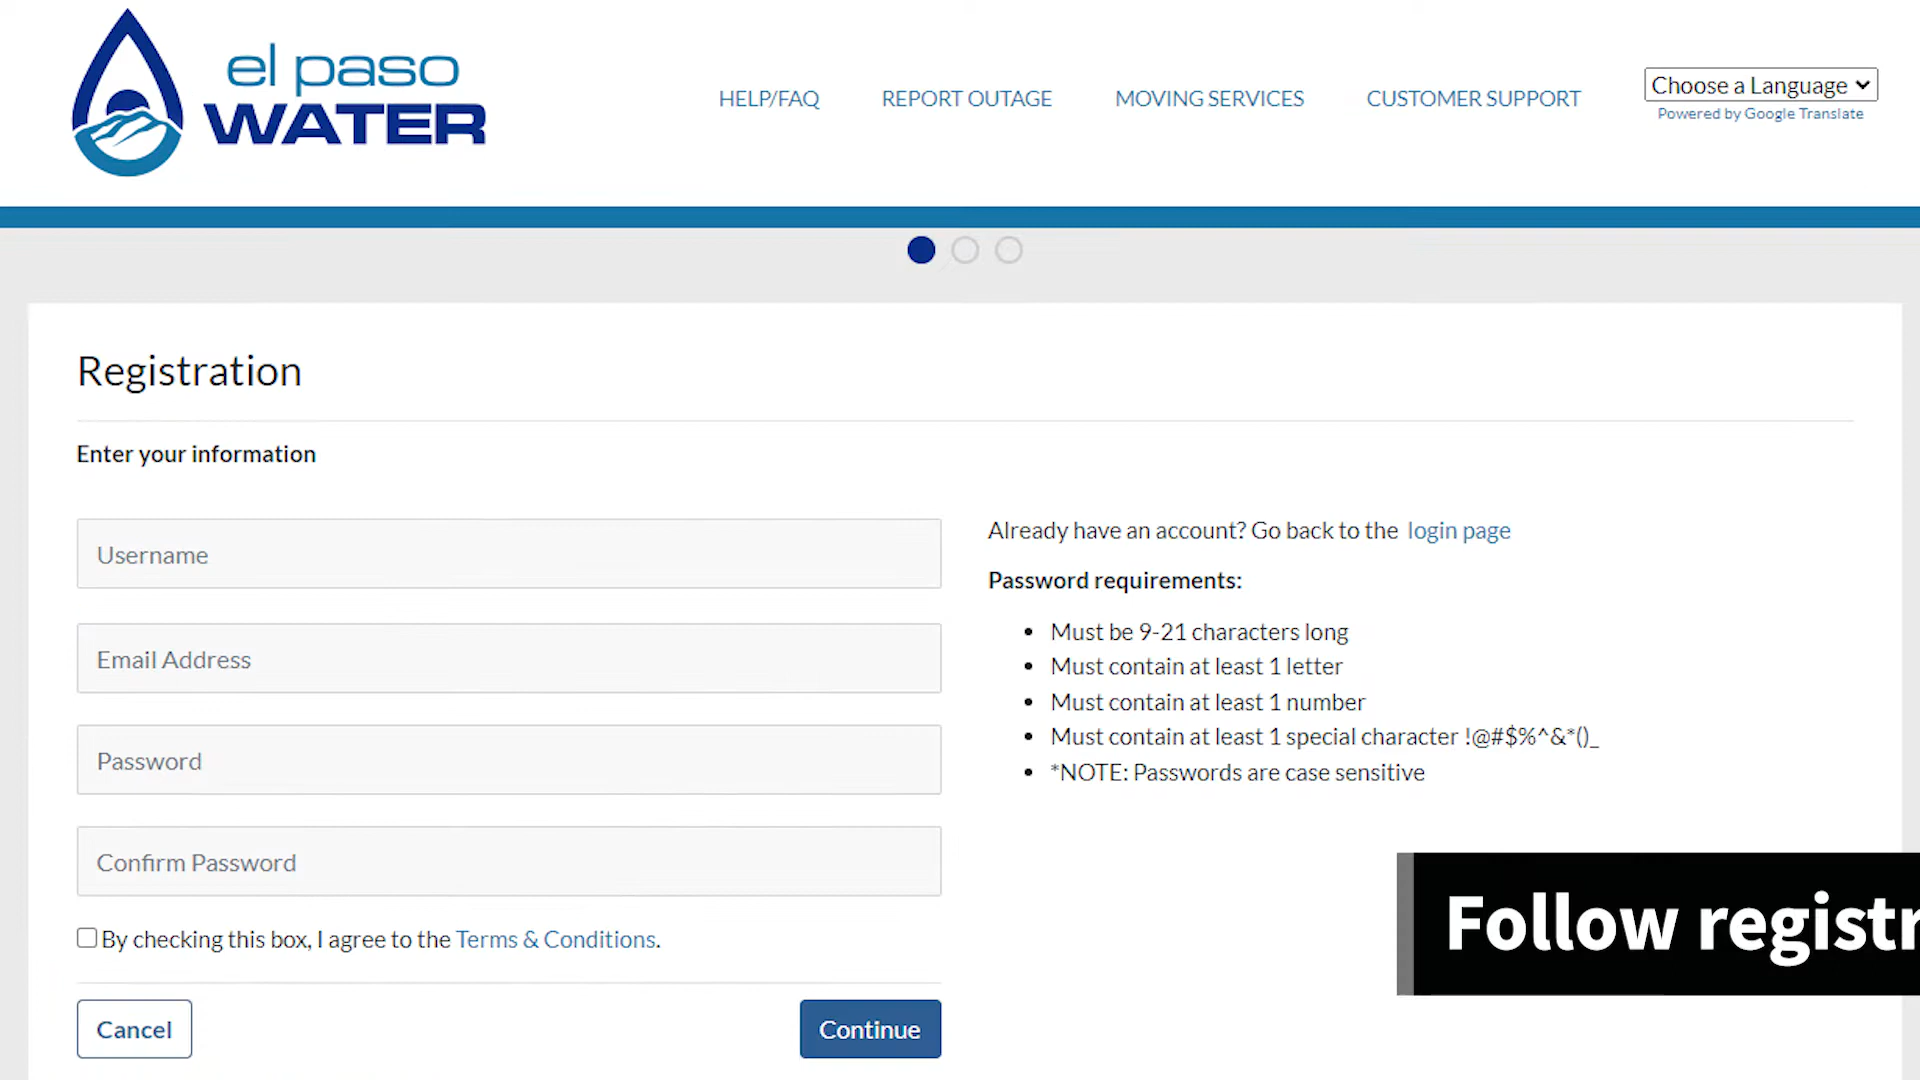 el paso
WATER
HELP/FAQ
REPORT OUTAGE
MOVING SERVICES
CUSTOMER SUPPORT
Choose a Language
Powered by Google Translate
Registration
Enter your information
Username
Email Address
Password
Confirm Password
By checking this box, I agree to the Terms & Conditions.
Cancel
Continue
Already have an account? Go back to the login page
Password requirements:
• Must be 9-21 characters long
• Must contain at least 1 letter
• Must contain at least 1 number
• Must contain at least 1 special character !@#$%^&*()_
• *NOTE: Passwords are case sensitive
Follow registr